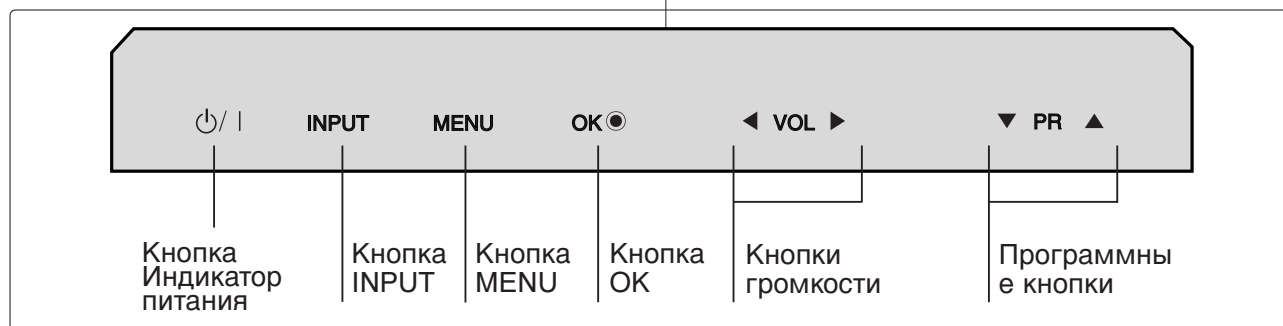 ⏻/ I INPUT MENU OK◉ ◀ VOL ▶ ▼ PR ▲
Кнопка
Индикатор
питания
Кнопка
INPUT
Кнопка
MENU
Кнопка
OK
Кнопки
громкости
Программны
е кнопки